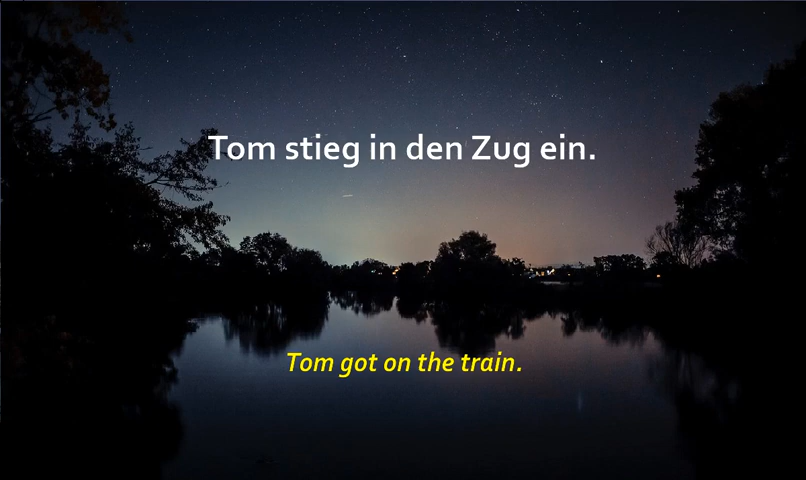 Tom stieg in den Zug ein.
Tom got on the train.